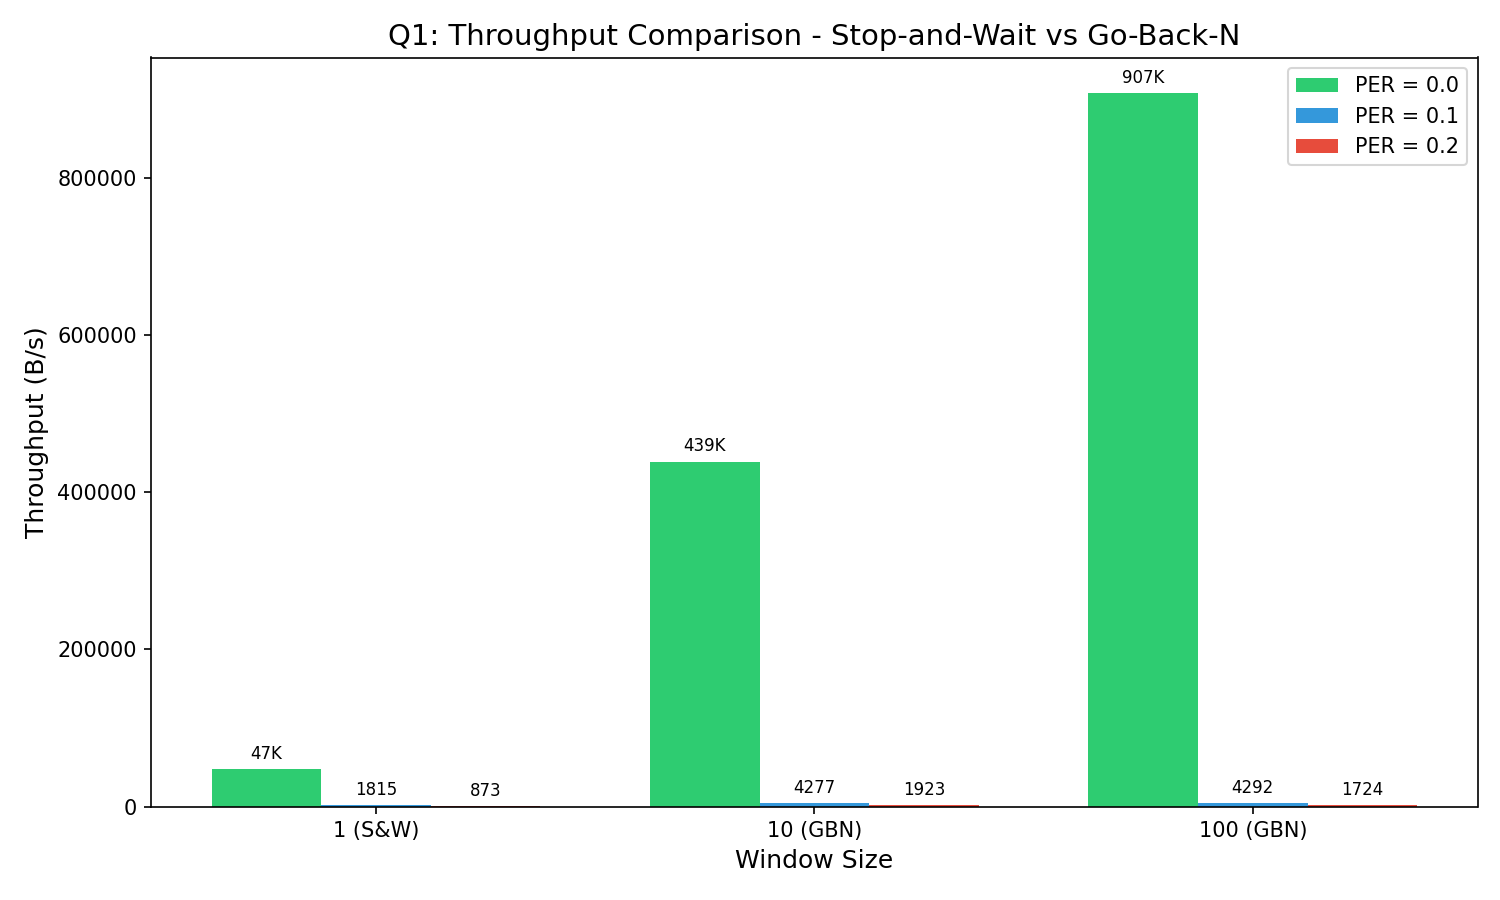 Q1: Throughput Comparison - Stop-and-Wait vs Go-Back-N
907K
PER = 0.0
PER = 0.1
PER = 0.2
800000
600000
439K
400000
200000
47K
1815
873
4277
1923
4292
1724
0
1 (S&W)
10 (GBN)
100 (GBN)
Throughput (B/s)
Window Size